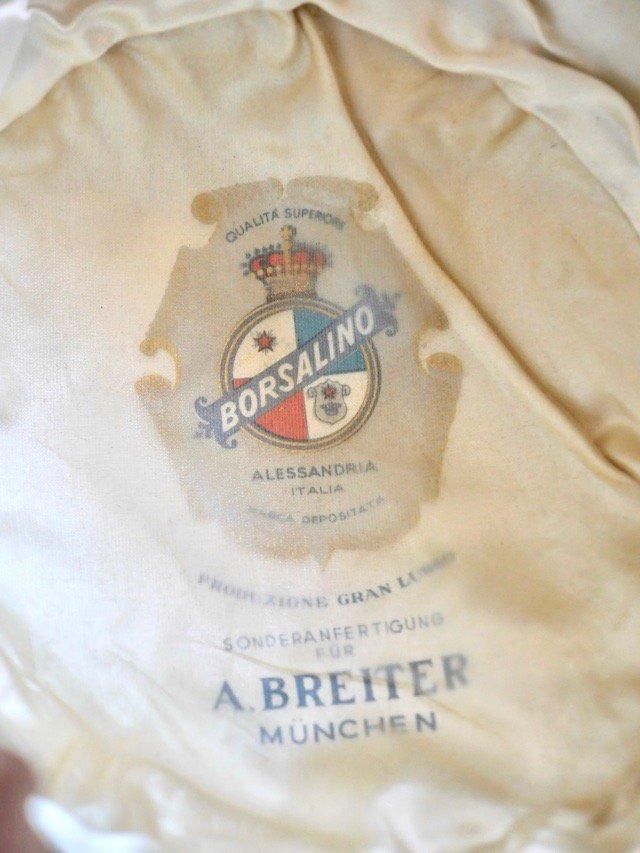 QUALITÀ SUPERIORE
BORSALINO
ALESSANDRIA
ITALIA
MARCA DEPOSITATA
PRODUZIONE GRAN LUSSO
SONDERANFERTIGUNG
FÜR
A. BREITER
MÜNCHEN